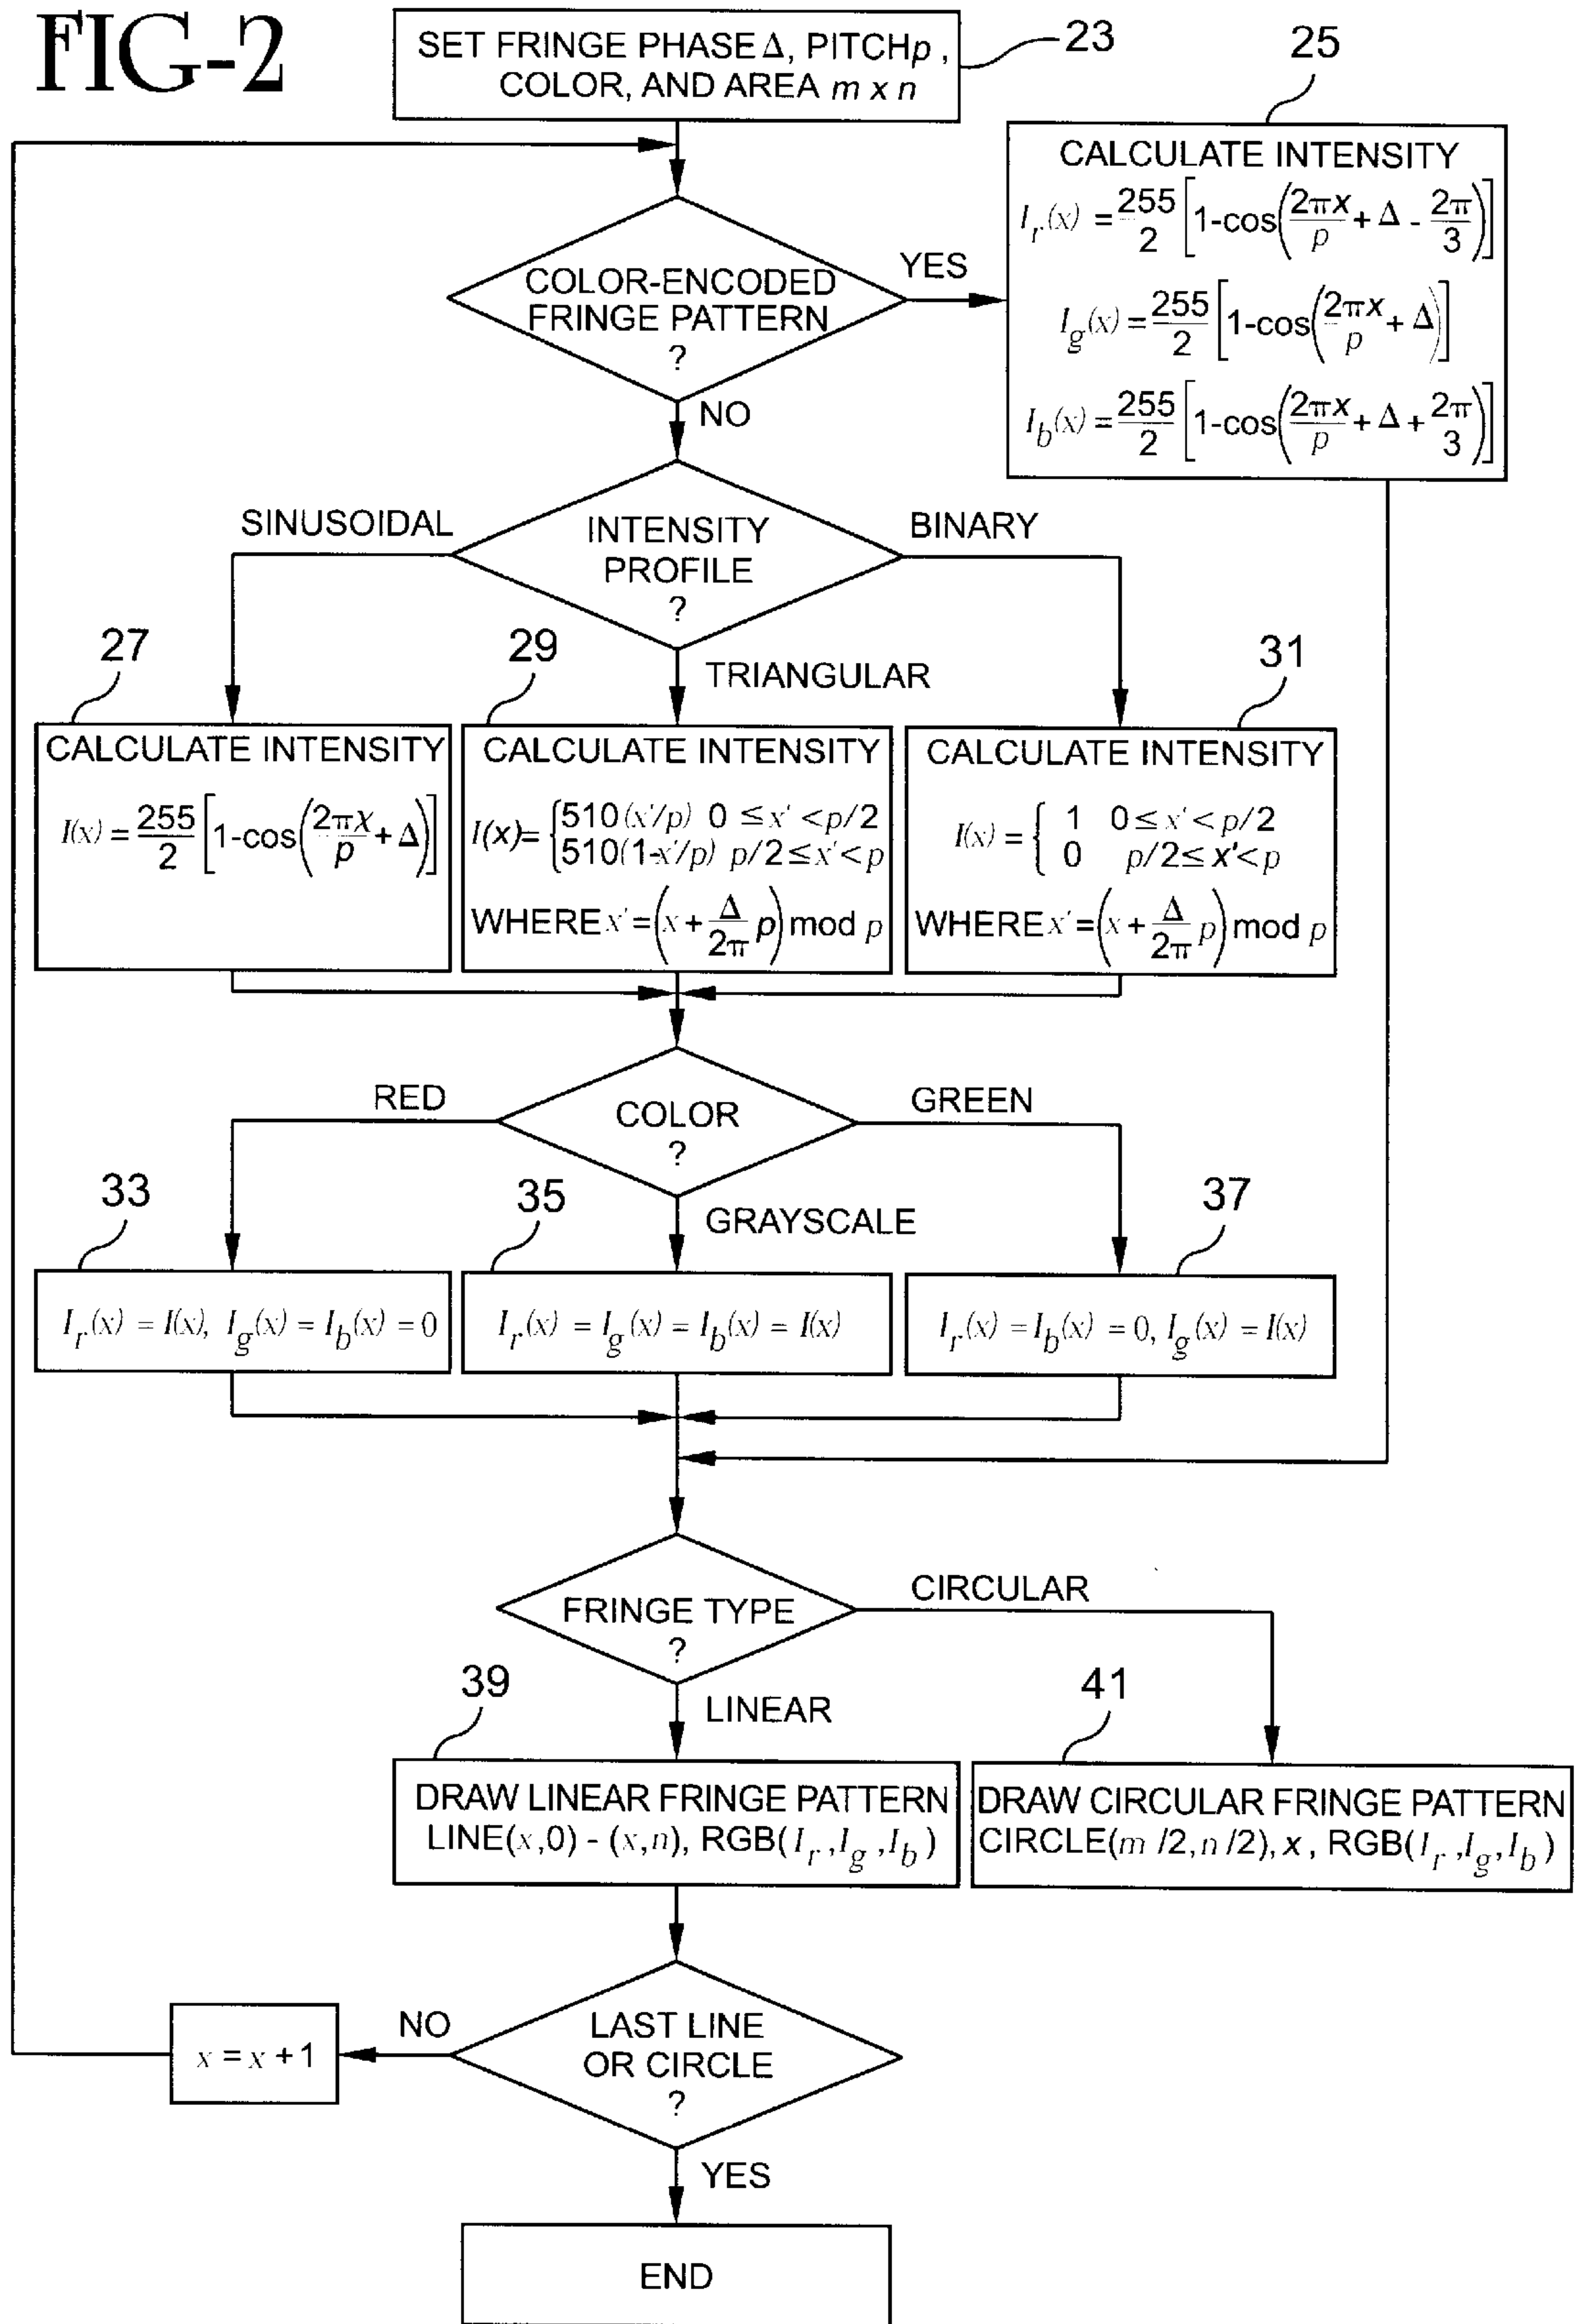 FIG-2
SET FRINGE PHASE Δ, PITCH p,
COLOR, AND AREA m x n
23
25
CALCULATE INTENSITY
I_r(x) = 255/2 [1-cos(2πx/p + Δ - 2π/3)]
I_g(x) = 255/2 [1-cos(2πx/p + Δ)]
I_b(x) = 255/2 [1-cos(2πx/p + Δ + 2π/3)]
COLOR-ENCODED
FRINGE PATTERN
?
YES
NO
SINUSOIDAL
INTENSITY
PROFILE
?
BINARY
TRIANGULAR
27
CALCULATE INTENSITY
I(x) = 255/2 [1-cos(2πx/p + Δ)]
29
CALCULATE INTENSITY
I(x)= { 510(x'/p) 0 ≤ x' < p/2
510(1-x'/p) p/2 ≤ x' < p
WHERE x' = (x + Δ/2π p) mod p
31
CALCULATE INTENSITY
I(x) = { 1 0 ≤ x' < p/2
0 p/2 ≤ x' < p
WHERE x' = (x + Δ/2π p) mod p
RED
COLOR
?
GREEN
GRAYSCALE
33
I_r(x) = I(x), I_g(x) = I_b(x) = 0
35
I_r(x) = I_g(x) = I_b(x) = I(x)
37
I_r(x) = I_b(x) = 0, I_g(x) = I(x)
FRINGE TYPE
?
CIRCULAR
LINEAR
39
DRAW LINEAR FRINGE PATTERN
LINE(x,0) - (x,n), RGB(I_r,I_g,I_b)
41
DRAW CIRCULAR FRINGE PATTERN
CIRCLE(m/2,n/2), x, RGB(I_r,I_g,I_b)
LAST LINE
OR CIRCLE
?
NO
x = x + 1
YES
END